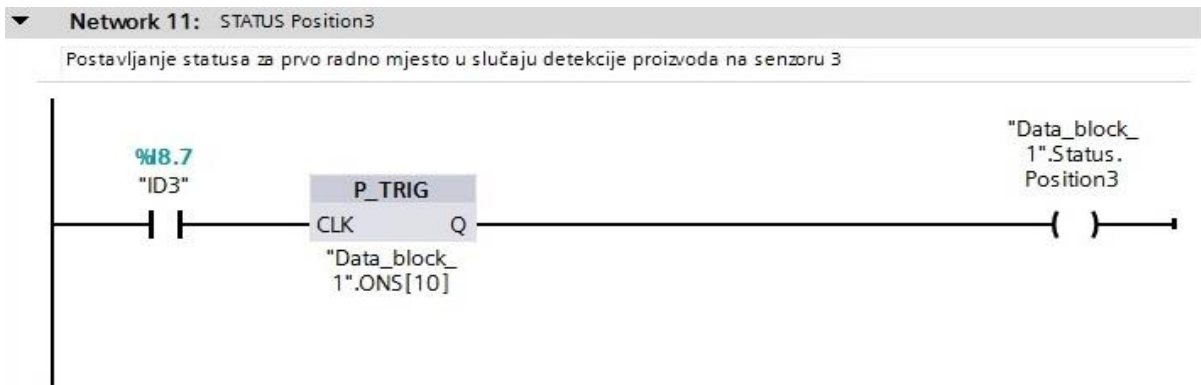 Network 11: STATUS Position3
Postavljanje statusa za prvo radno mjesto u slučaju detekcije proizvoda na senzoru 3
"Data_block_
1".Status.
Position3
%I8.7
"ID3"
P_TRIG
CLK Q
"Data_block_
1".ONS[10]